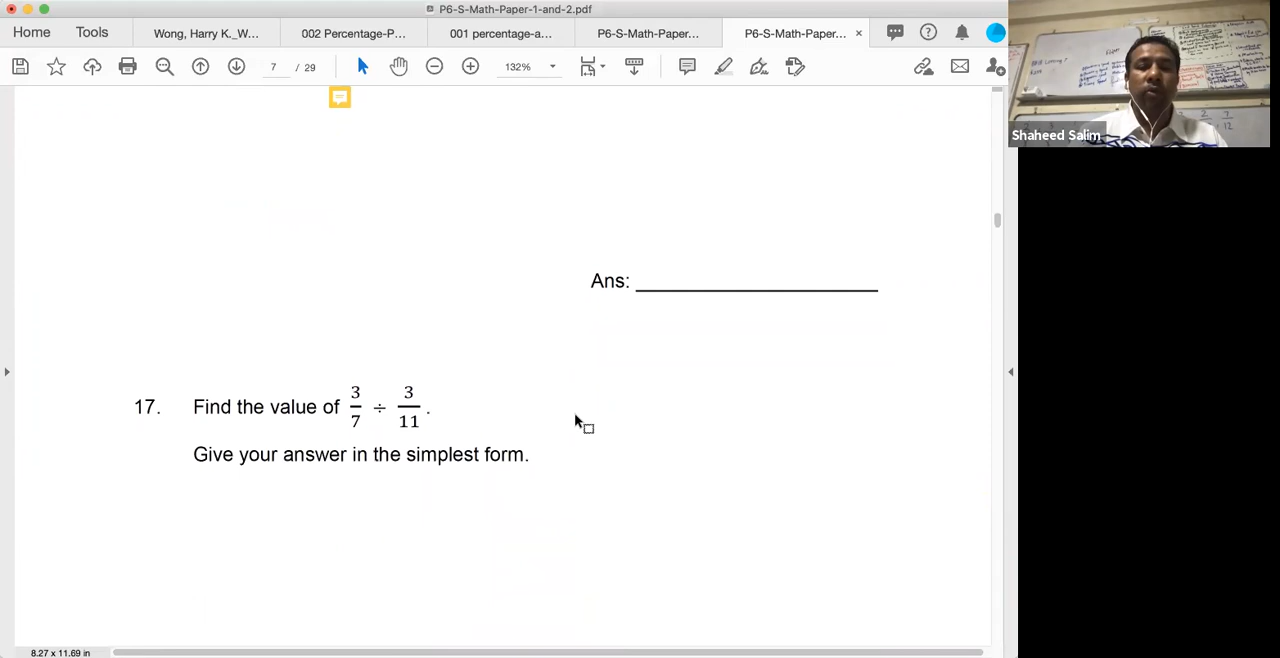 P6-S-Math-Paper-1-and-2.pdf
Home Tools Wong, Harry K._W... 002 Percentage-P... 001 percentage-a... P6-S-Math-Paper... P6-S-Math-Paper... ×
7 / 29 132%
Shaheed Salim
Ans:
17. Find the value of 3/7 ÷ 3/11 .
Give your answer in the simplest form.
8.27 x 11.69 in